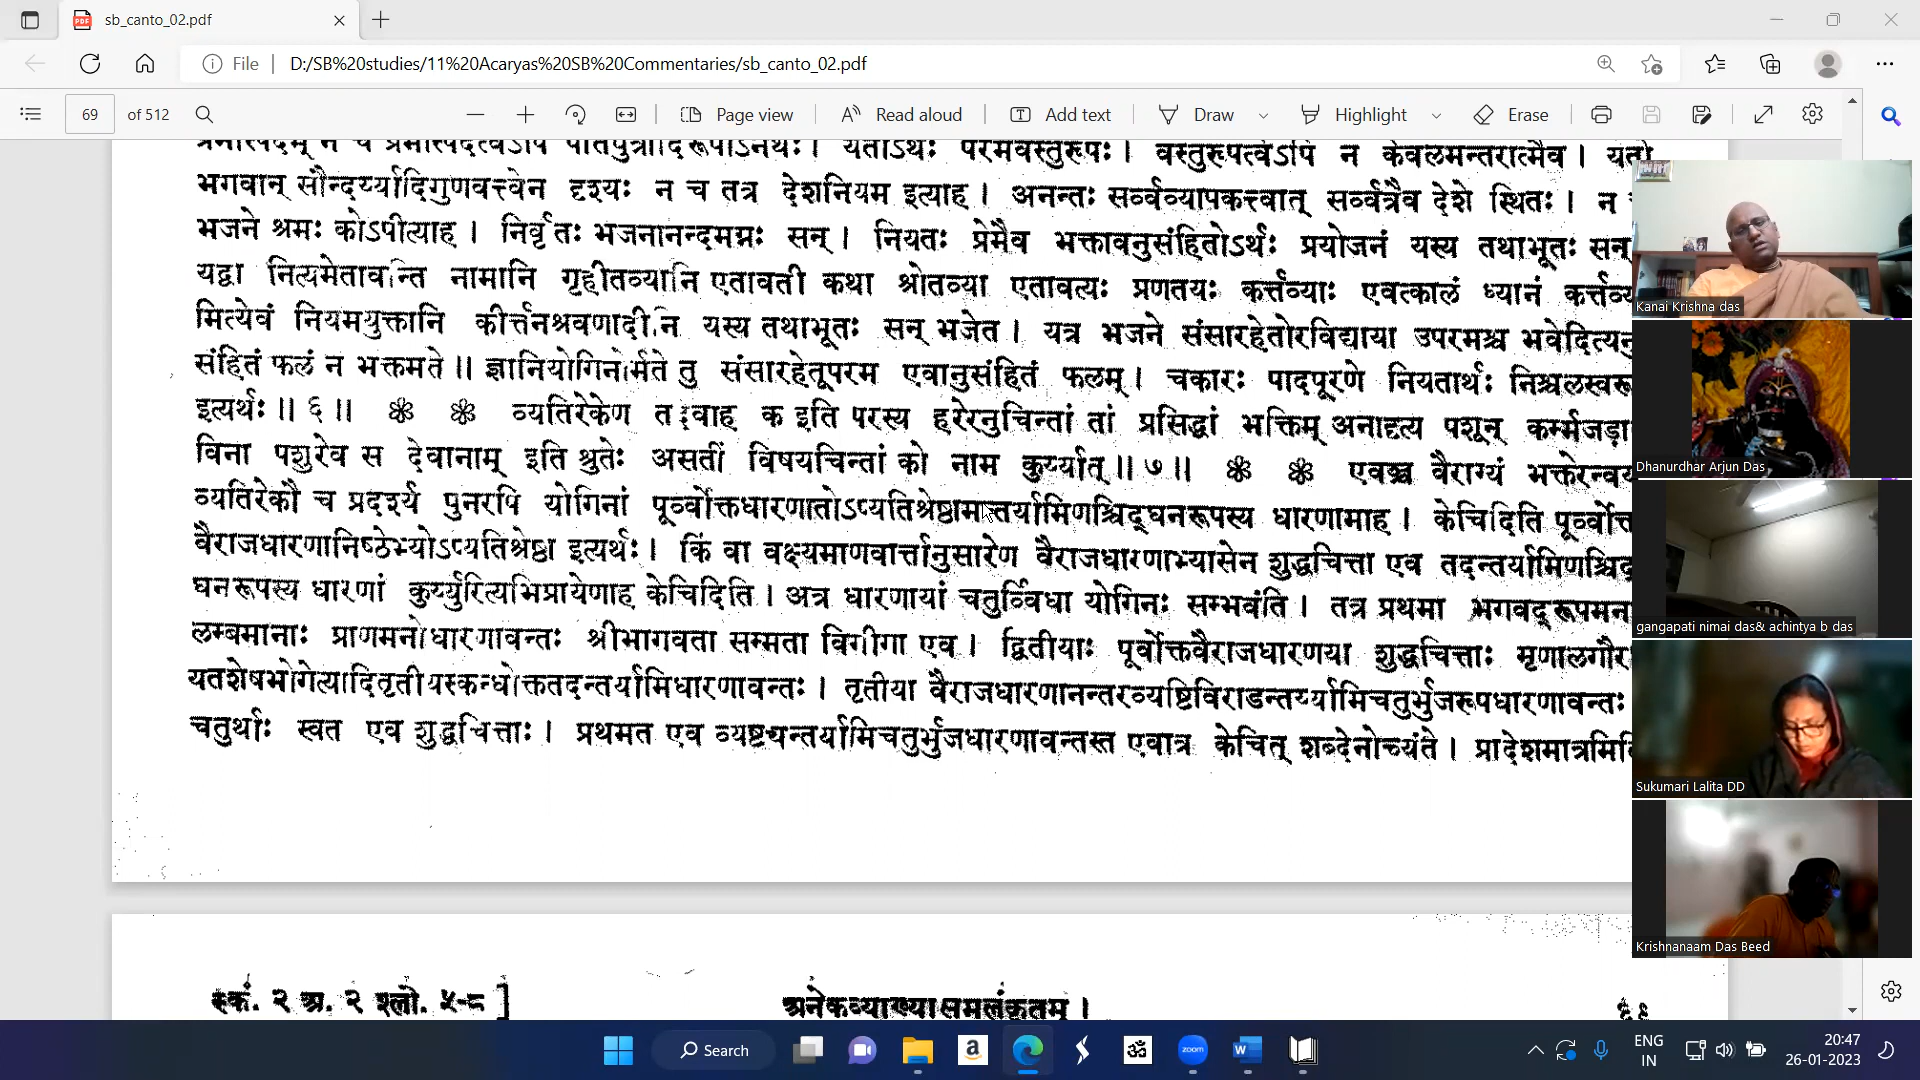 sb_canto_02.pdf
File
D:/SB%20studies/11%20Acaryas%20SB%20Commentaries/sb_canto_02.pdf
69 of 512
Page view
Read aloud
Add text
Draw
Highlight
Erase
भगवान् सौन्दर्य्यादिगुणवत्त्वेन दृश्यः न च तत्र देशनियम इत्याह । अनन्तः सर्व्वव्यापकत्त्वात् सर्व्वत्रैव देशे स्थितः । न
भजने श्रमः कोऽपीत्याह । निर्वृतः भजनानन्दमग्नः सन् । नियतः प्रेमैव भक्तावनुसंहितोऽर्थः प्रयोजनं यस्य तथाभूतः सन्
यद्वा नित्यमेतावन्ति नामानि गृहीतव्यानि एतावती कथा श्रोतव्या एतावत्यः प्रणतयः कर्त्तव्याः एवत्कालं ध्यानं कर्त्तव्य
मित्येवं नियमयुक्तानि कीर्त्तनश्रवणादीनि यस्य तथाभूतः सन् भजेत । यत्र भजने संसारहेतोरविद्याया उपरमश्च भवेदित्यनु
संहितं फलं न भक्तमते ॥ ज्ञानियोगिनोर्मते तु संसारहेतूपरम एवानुसंहितं फलम् । चकारः पादपूरणे नियतार्थः निश्चलस्वरू
इत्यर्थः ॥ ६ ॥ व्यतिरेकेण तदेवाह क इति परस्य हरेरनुचिन्तां तां प्रसिद्धां भक्तिम् अनादृत्य पशून् कर्म्मजडा
विना पशुरेव स देवानाम् इति श्रुतेः असतीं विषयचिन्तां को नाम कुर्य्यात् ॥ ७ ॥ एवञ्च वैराग्यं भक्तेरन्वय
व्यतिरेकौ च प्रदर्श्य पुनरपि योगिनां पूर्व्वोक्तधारणातोऽप्यतिश्रेष्ठामन्तर्यामिणश्चिद्घनरूपस्य धारणामाह । केचिदिति पूर्व्वोक्त
वैराजधारणानिष्ठेभ्योऽप्यतिश्रेष्ठा इत्यर्थः । किं वा वक्ष्यमाणवार्त्तानुसारेण वैराजधारणाभ्यासेन शुद्धचित्ता एव तदन्तर्यामिणश्चिद्
घनरूपस्य धारणां कुर्य्युरित्यभिप्रायेणाह केचिदिति । अत्र धारणायां चतुर्विधा योगिनः सम्भवंति । तत्र प्रथमा भगवद्रूपमना
लम्बमानाः प्राणमनोधारणावन्तः श्रीभागवता सम्मता विगीगा एव । द्वितीयाः पूर्वोक्तवैराजधारणया शुद्धचित्ताः मृणालगौर
यतशेषभोगेत्यादितृतीयस्कन्धोक्ततदन्तर्यामिधारणावन्तः । तृतीया वैराजधारणानन्तरव्यष्टिविराडन्तर्य्यामिचतुर्भुजरूपधारणावन्तः
चतुर्थाः स्वत एव शुद्धचित्ताः । प्रथमत एव व्यष्ट्यन्तर्यामिचतुर्भुजधारणावन्तस्त एवात्र केचित् शब्देनोच्यंते । प्रादेशमात्रमि
स्कं. २ अ. २ श्लो. ५-८ ] अनेकव्याख्यासमलंकृतम् । ६९
Kanai Krishna das
Dhanurdhar Arjun Das
gangapati nimai das& achintya b das
Sukumari Lalita DD
Krishnanaam Das Beed
Search
zoom
ENG
IN
20:47
26-01-2023